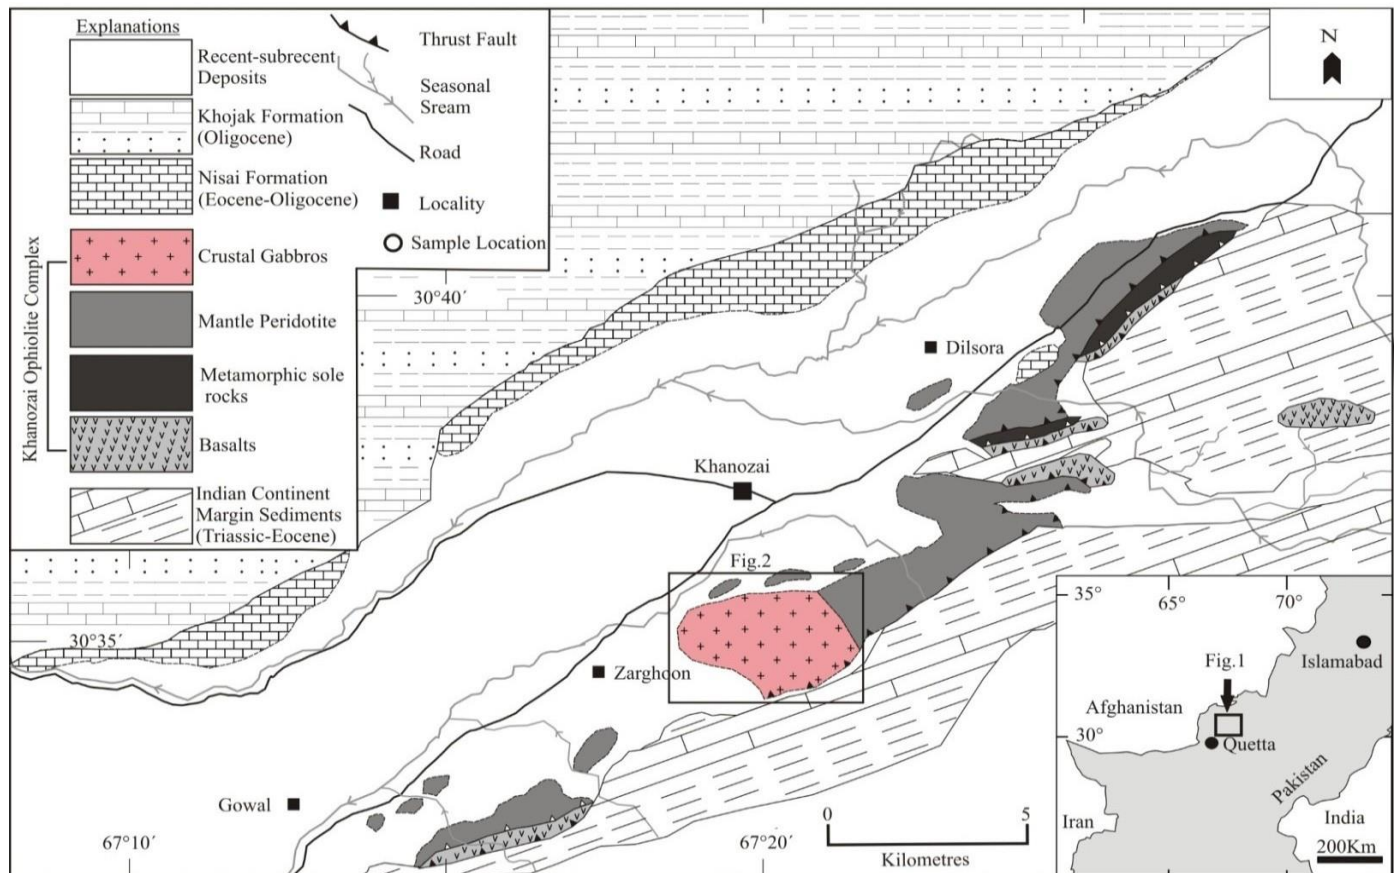 Explanations
Recent-subrecent
Deposits
Khojak Formation
(Oligocene)
Nisai Formation
(Eocene-Oligocene)
Khanozai Ophiolite Complex
Crustal Gabbros
Mantle Peridotite
Metamorphic sole
rocks
Basalts
Indian Continent
Margin Sediments
(Triassic-Eocene)
Thrust Fault
Seasonal
Sream
Road
Locality
Sample Location
N
30°40´
Dilsora
Khanozai
Fig.2
30°35´
Zarghoon
Gowal
67°10´
67°20´
0
5
Kilometres
35°
65°
70°
Fig.1
Islamabad
Afghanistan
30°
Quetta
Pakistan
Iran
India
200Km